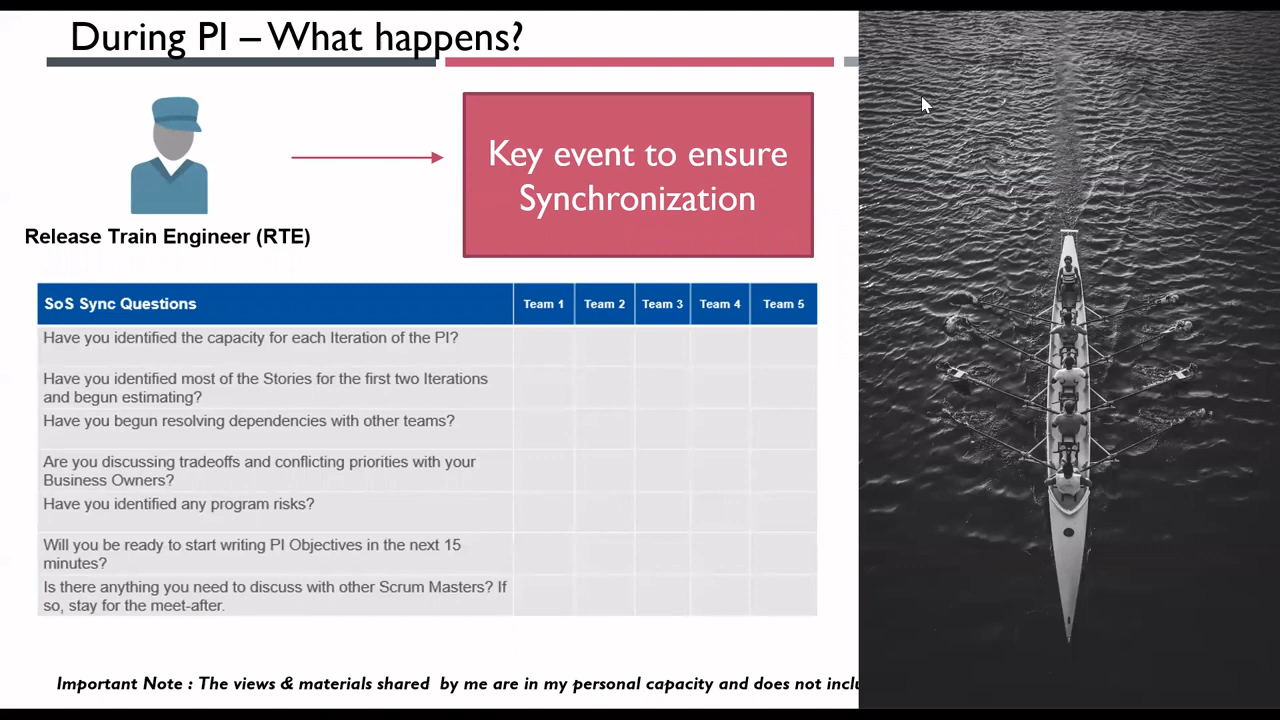 During PI – What happens?
Key event to ensure
Synchronization
Release Train Engineer (RTE)
SoS Sync Questions Team 1 Team 2 Team 3 Team 4 Team 5
Have you identified the capacity for each Iteration of the PI?
Have you identified most of the Stories for the first two Iterations
and begun estimating?
Have you begun resolving dependencies with other teams?
Are you discussing tradeoffs and conflicting priorities with your
Business Owners?
Have you identified any program risks?
Will you be ready to start writing PI Objectives in the next 15
minutes?
Is there anything you need to discuss with other Scrum Masters? If
so, stay for the meet-after.
Important Note : The views & materials shared by me are in my personal capacity and does not